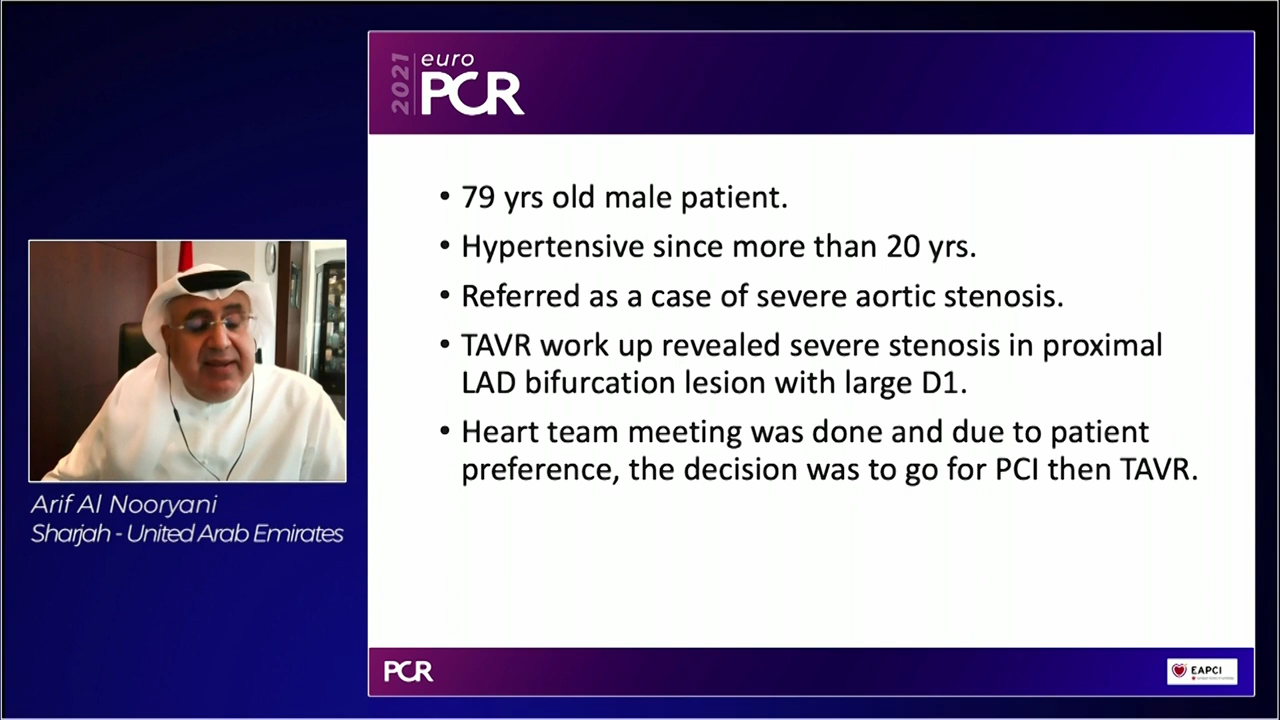 2021
euro
PCR
• 79 yrs old male patient.
• Hypertensive since more than 20 yrs.
• Referred as a case of severe aortic stenosis.
• TAVR work up revealed severe stenosis in proximal
LAD bifurcation lesion with large D1.
• Heart team meeting was done and due to patient
preference, the decision was to go for PCI then TAVR.
Arif Al Nooryani
Sharjah - United Arab Emirates
PCR
EAPCI